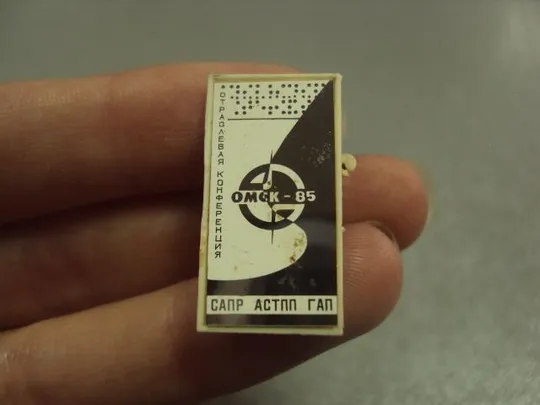 ОТРАСЛЕВАЯ КОНФЕРЕНЦИЯ
ОМСК - 85
САПР АСТПП ГАП